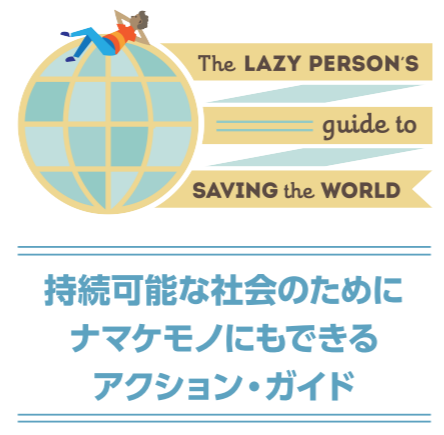 The LAZY PERSON'S
guide to
SAVING the WORLD
持続可能な社会のために
ナマケモノにもできる
アクション・ガイド